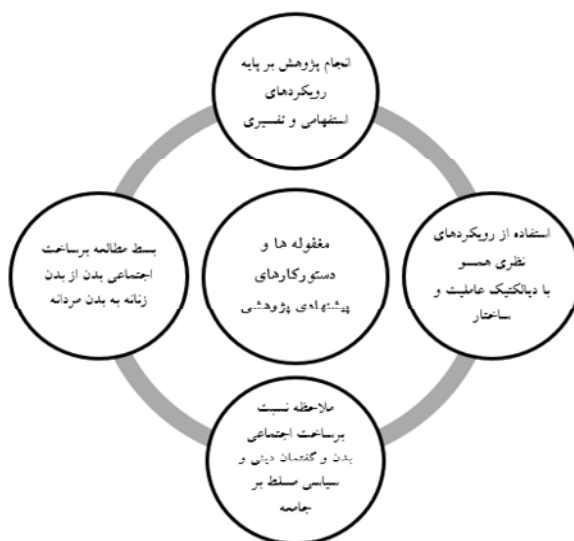 انجام پژوهش بر پایه
رویکردهای
استفهامی و تفسیری
استفاده از رویکردهای
نظری همسو
با دیالکتیک عاملیت و
ساختار
ملاحظه نسبت
برساخت اجتماعی
بدن و گفتمان دینی و
سیاسی مسلط بر
جامعه
بسط مطالعه برساخت
اجتماعی بدن از بدن
زنانه به بدن مردانه
مغقوله ها و
دستورکارهای
پیشنهادی پژوهشی